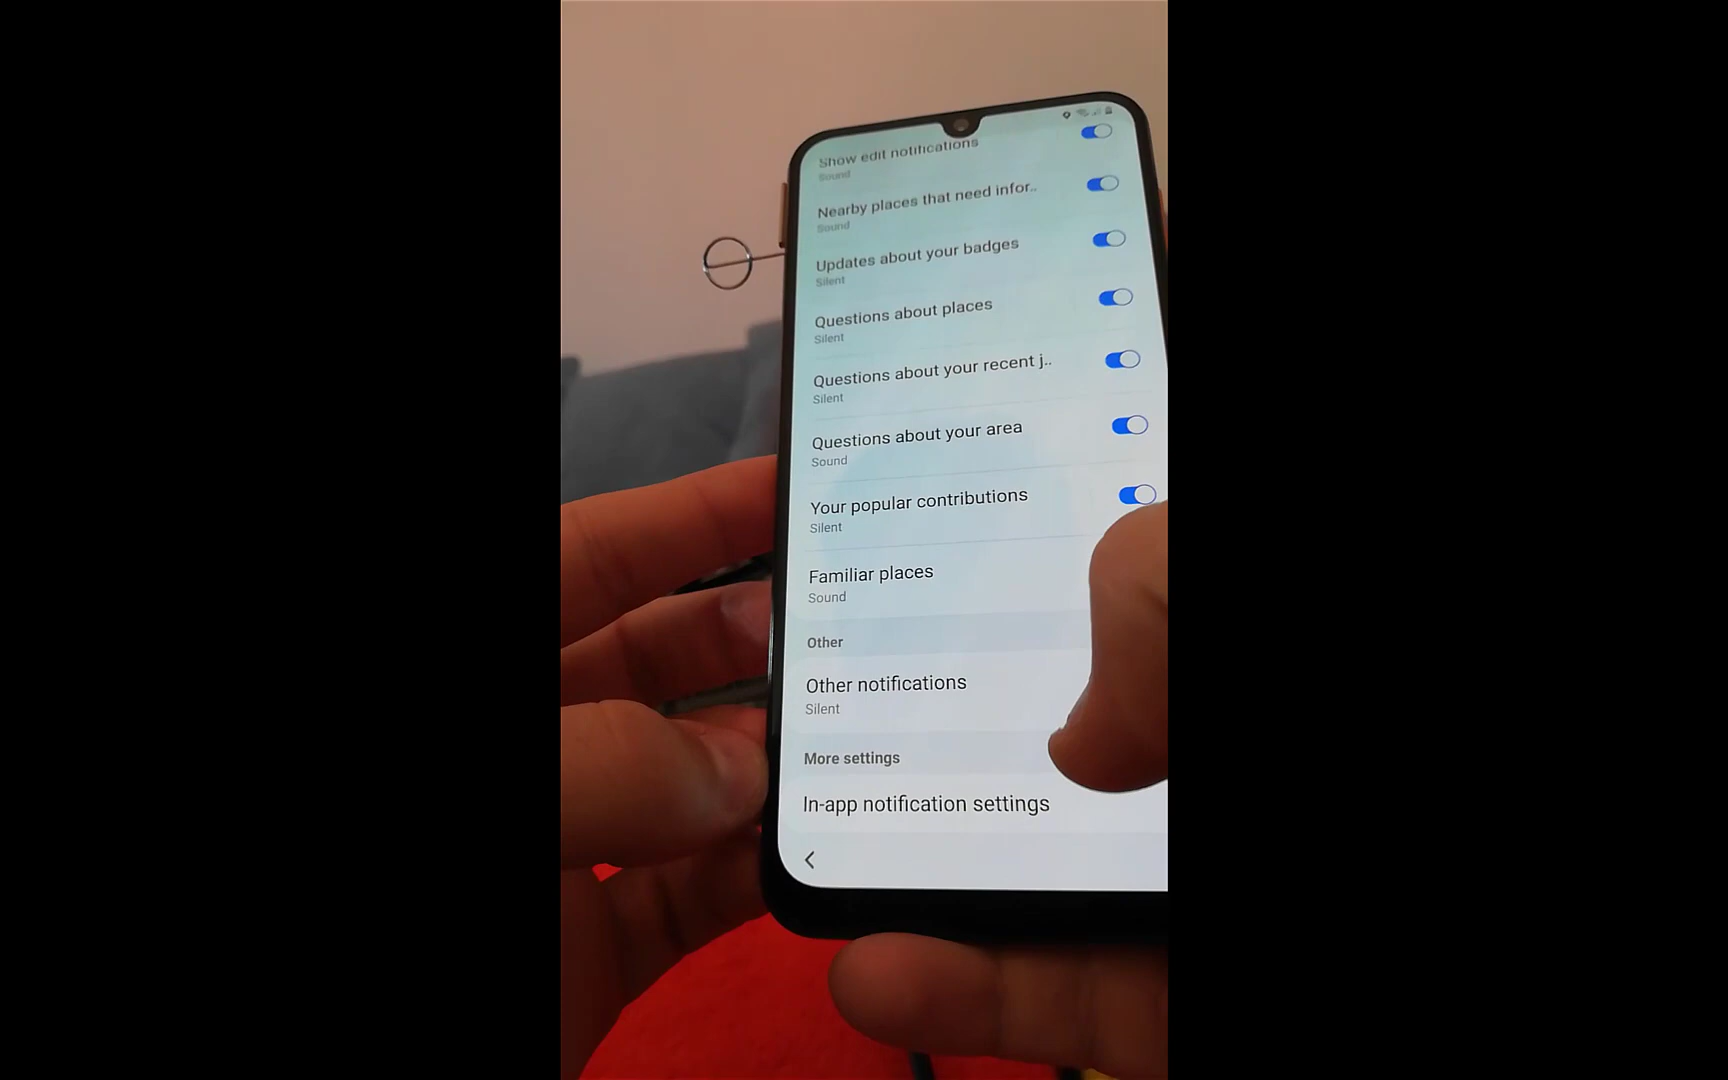 Show edit notifications
Sound
Nearby places that need infor..
Sound
Updates about your badges
Silent
Questions about places
Silent
Questions about your recent j..
Silent
Questions about your area
Sound
Your popular contributions
Silent
Familiar places
Sound
Other
Other notifications
Silent
More settings
In-app notification settings